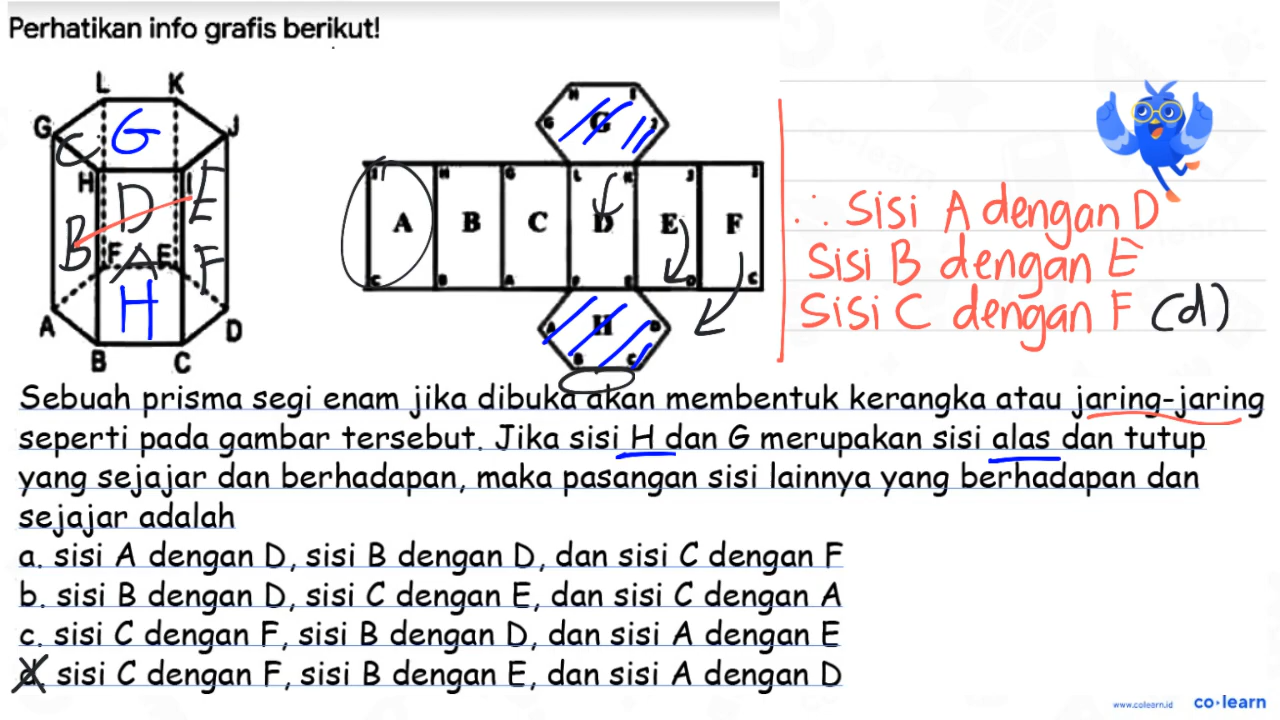 Perhatikan info grafis berikut!
L K
G C G J
H I
D E
B F A E F
H
A D
B C
H I
G G J
I H G L K J I
A B C D E F
C B A F E D C
A H D
B C
∴ Sisi A dengan D
Sisi B dengan E
Sisi C dengan F (d)
Sebuah prisma segi enam jika dibuka akan membentuk kerangka atau jaring-jaring
seperti pada gambar tersebut. Jika sisi H dan G merupakan sisi alas dan tutup
yang sejajar dan berhadapan, maka pasangan sisi lainnya yang berhadapan dan
sejajar adalah
a. sisi A dengan D, sisi B dengan D, dan sisi C dengan F
b. sisi B dengan D, sisi C dengan E, dan sisi C dengan A
c. sisi C dengan F, sisi B dengan D, dan sisi A dengan E
d. sisi C dengan F, sisi B dengan E, dan sisi A dengan D
www.colearn.id co·learn